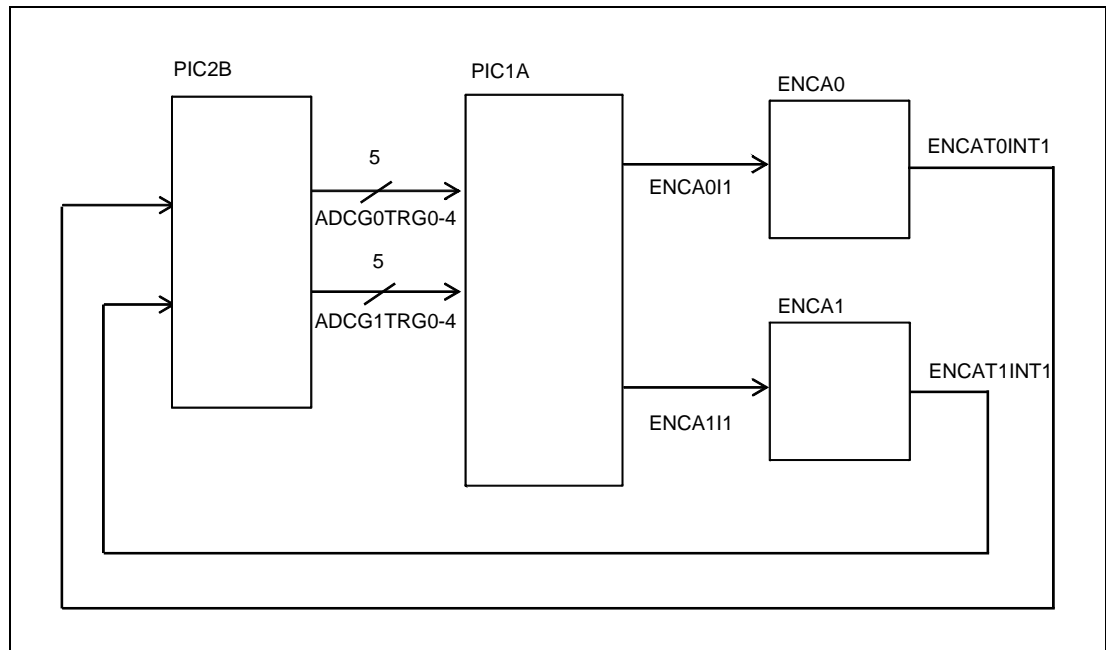 PIC2B
PIC1A
ENCA0
ENCAT0INT1
5
ADCG0TRG0-4
ENCA0I1
5
ADCG1TRG0-4
ENCA1
ENCAT1INT1
ENCA1I1